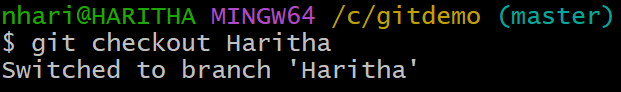 nhari@HARITHA MINGW64 /c/gitdemo (master)
$ git checkout Haritha
Switched to branch 'Haritha'